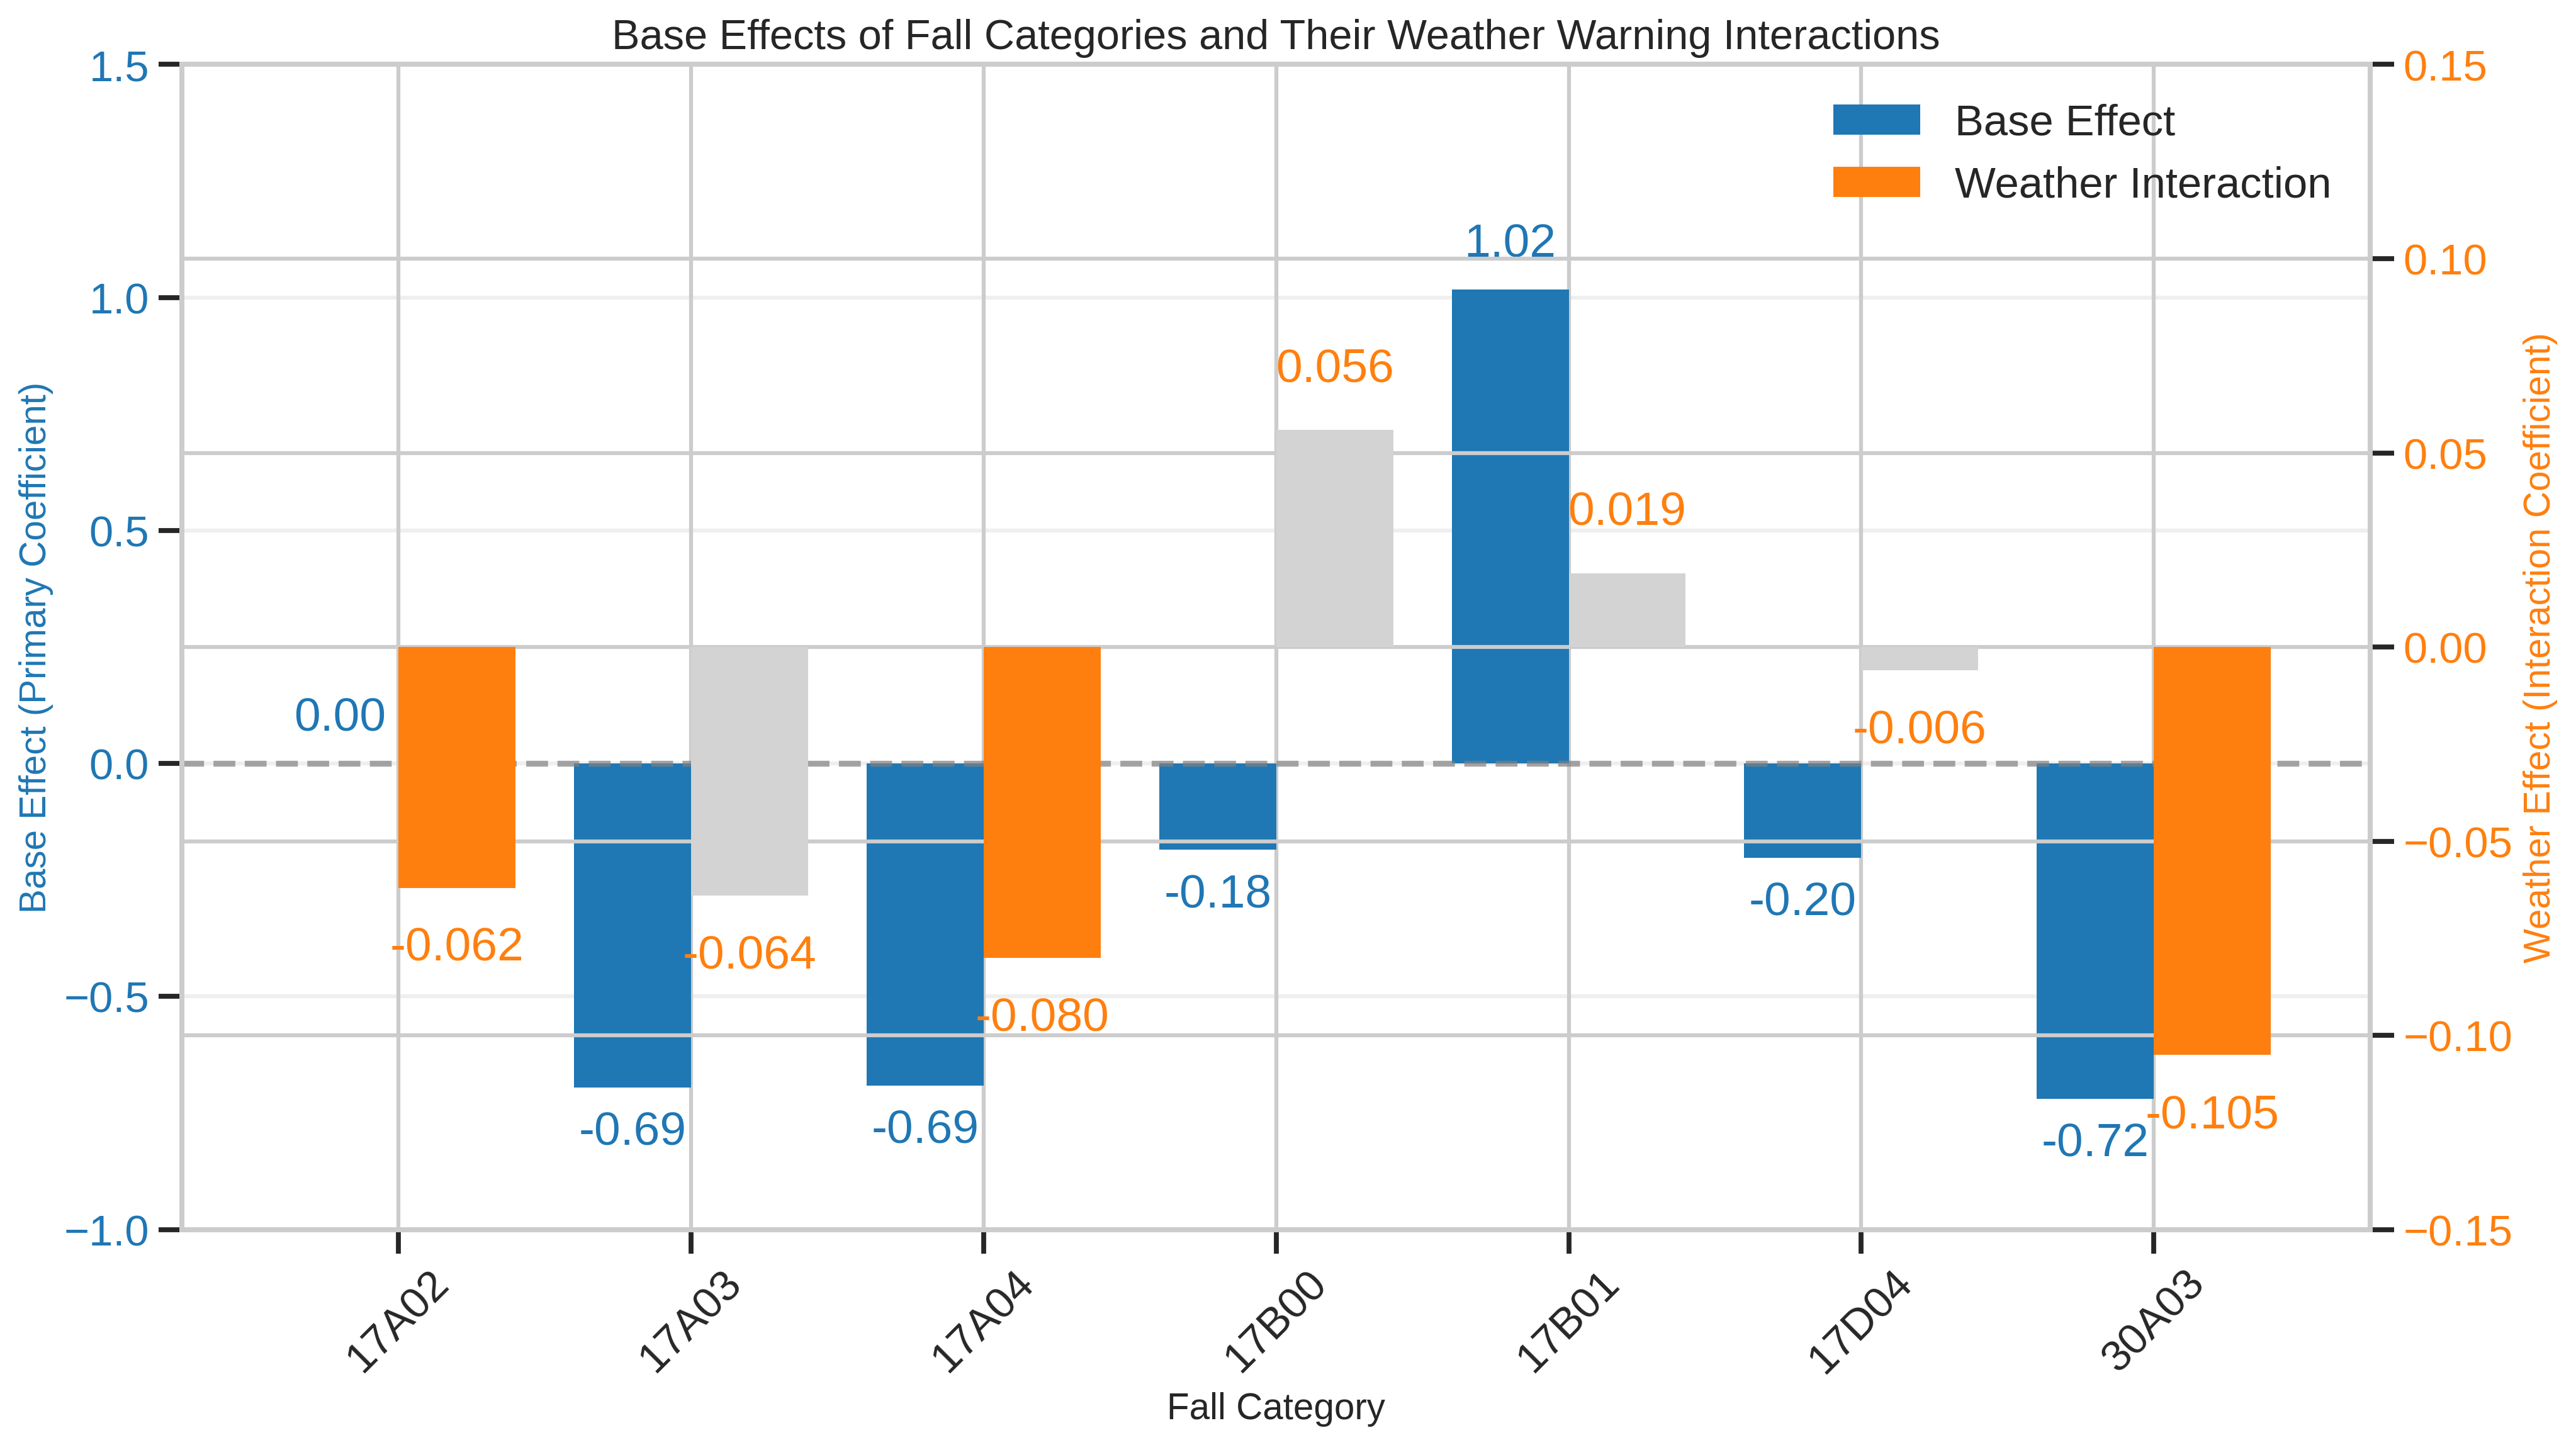 Base Effects of Fall Categories and Their Weather Warning Interactions
Base Effect
Weather Interaction
Base Effect (Primary Coefficient)
1.5
1.0
0.5
0.0
−0.5
−1.0
0.00
-0.69
-0.69
-0.18
1.02
-0.20
-0.72
-0.062
-0.064
-0.080
0.056
0.019
-0.006
-0.105
0.15
0.10
0.05
0.00
−0.05
−0.10
−0.15
Weather Effect (Interaction Coefficient)
17A02
17A03
17A04
17B00
17B01
17D04
30A03
Fall Category